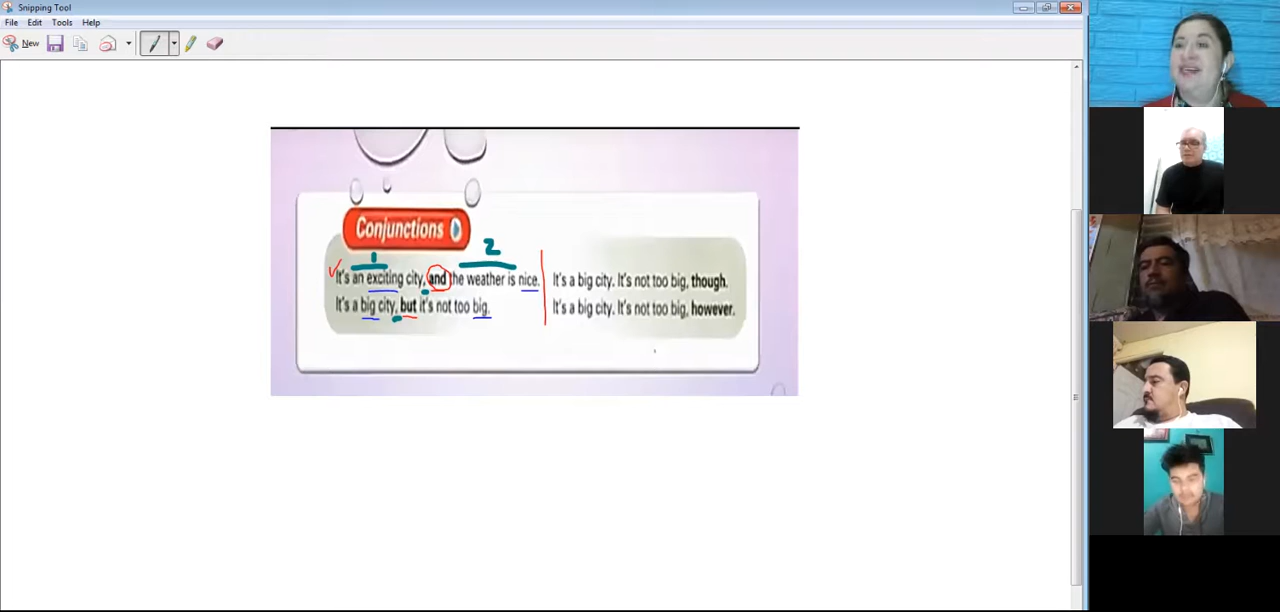 Snipping Tool
File Edit Tools Help
New
Conjunctions
1 2
It's an exciting city, and the weather is nice.
It's a big city, but it's not too big.
It's a big city. It's not too big, though.
It's a big city. It's not too big, however.